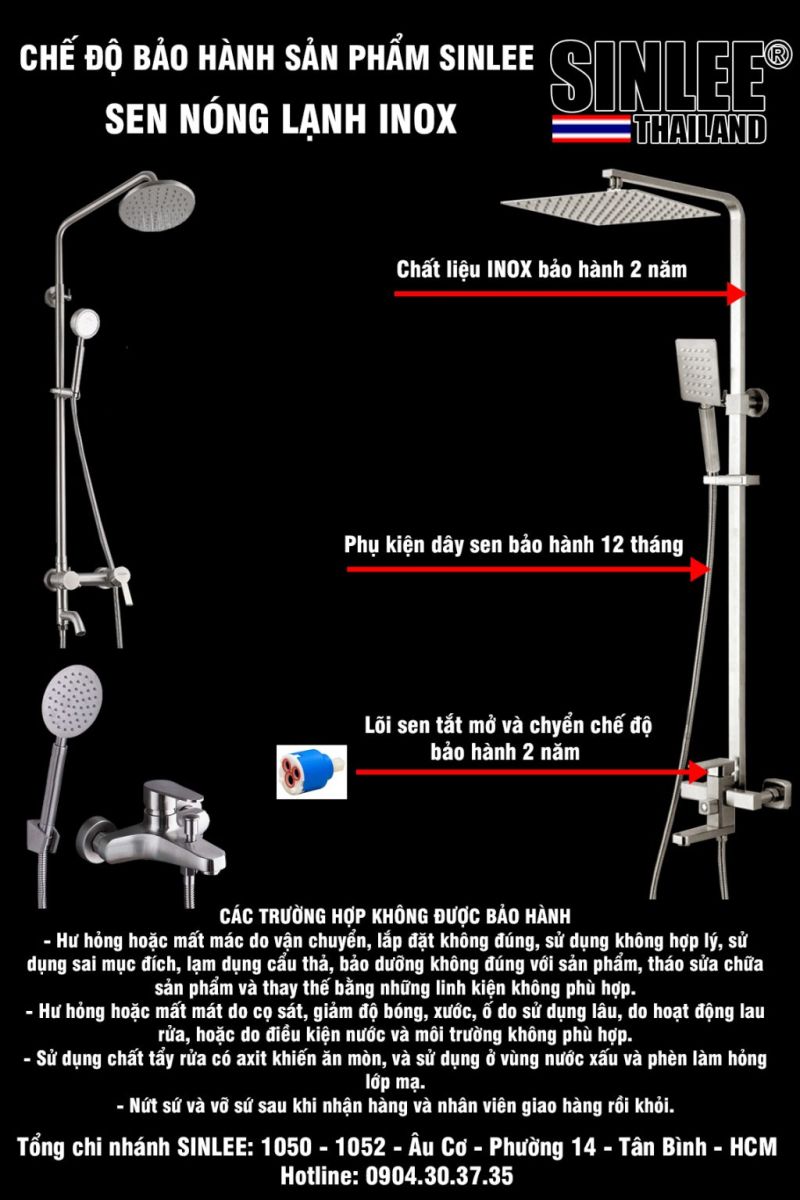 CHẾ ĐỘ BẢO HÀNH SẢN PHẨM SINLEE
SEN NÓNG LẠNH INOX
SINLEE®
THAILAND
Chất liệu INOX bảo hành 2 năm
Phụ kiện dây sen bảo hành 12 tháng
Lõi sen tắt mở và chyển chế độ
bảo hành 2 năm
CÁC TRƯỜNG HỢP KHÔNG ĐƯỢC BẢO HÀNH
- Hư hỏng hoặc mất mác do vận chuyển, lắp đặt không đúng, sử dụng không hợp lý, sử
dụng sai mục đích, lạm dụng cẩu thả, bảo dưỡng không đúng với sản phẩm, tháo sửa chữa
sản phẩm và thay thế bằng những linh kiện không phù hợp.
- Hư hỏng hoặc mất mát do cọ sát, giảm độ bóng, xước, ố do sử dụng lâu, do hoạt động lau
rửa, hoặc do điều kiện nước và môi trường không phù hợp.
- Sử dụng chất tẩy rửa có axit khiến ăn mòn, và sử dụng ở vùng nước xấu và phèn làm hỏng
lớp mạ.
- Nứt sứ và vỡ sứ sau khi nhận hàng và nhân viên giao hàng rồi khỏi.
Tổng chi nhánh SINLEE: 1050 - 1052 - Âu Cơ - Phường 14 - Tân Bình - HCM
Hotline: 0904.30.37.35